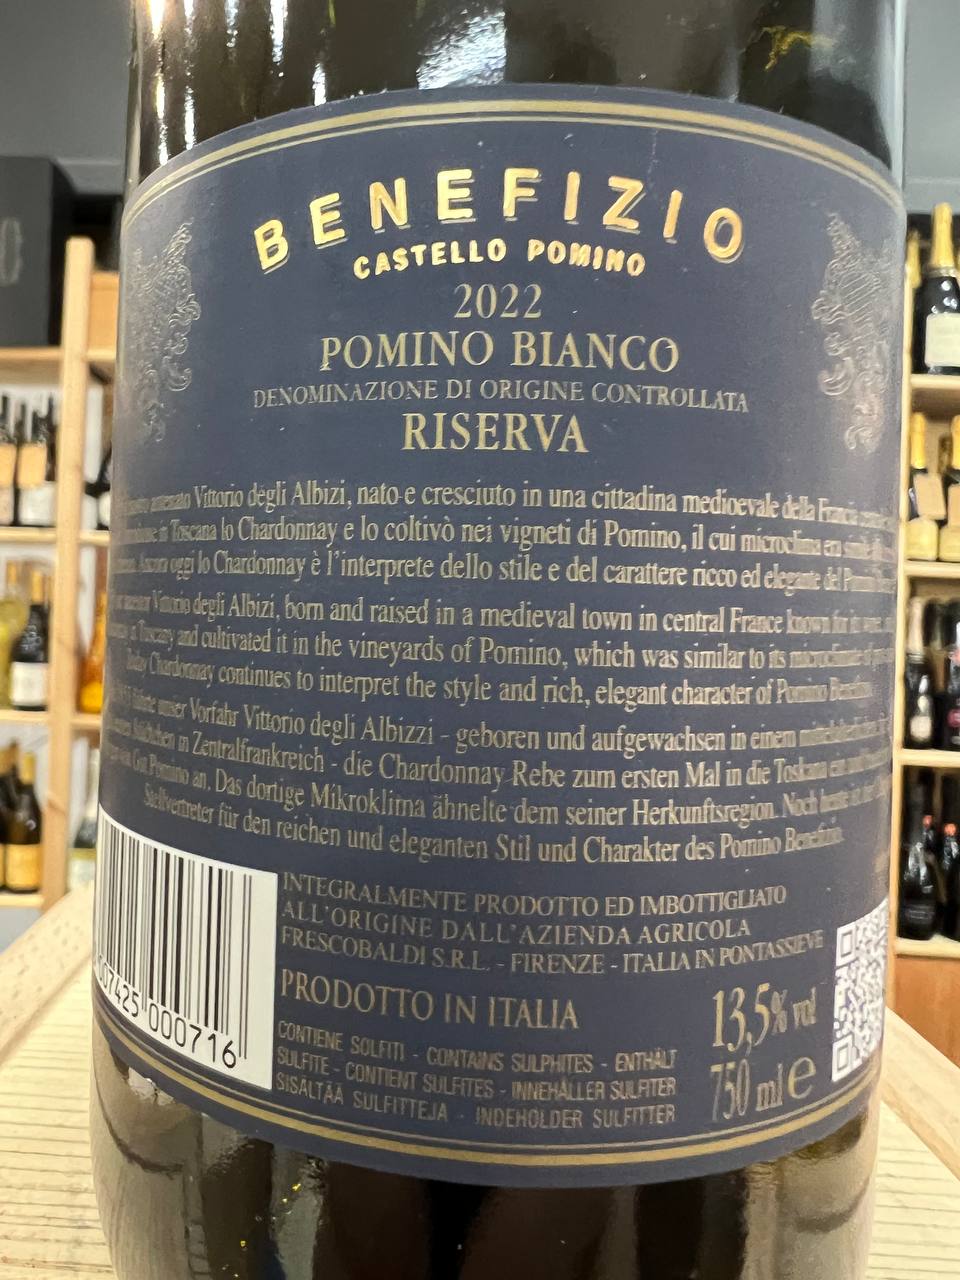 BENEFIZIO
CASTELLO POMINO
2022
POMINO BIANCO
DENOMINAZIONE DI ORIGINE CONTROLLATA
RISERVA
antenato Vittorio degli Albizi, nato e cresciuto in una cittadina medioevale della Francia
in Toscana lo Chardonnay e lo coltivò nei vigneti di Pomino, il cui microclima era
Ancora oggi lo Chardonnay è l'interprete dello stile e del carattere ricco ed elegante del Pomino
ancestor Vittorio degli Albizi, born and raised in a medieval town in central France known for its
in Tuscany and cultivated it in the vineyards of Pomino, which was similar to its microclimate
Today Chardonnay continues to interpret the style and rich, elegant character of Pomino Benefizio.
führte unser Vorfahr Vittorio degli Albizzi - geboren und aufgewachsen in einem
Städtchen in Zentralfrankreich - die Chardonnay Rebe zum ersten Mal in die Toskana ein und
Gut Pomino an. Das dortige Mikroklima ähnelte dem seiner Herkunftsregion. Noch heute ist
Stellvertreter für den reichen und eleganten Stil und Charakter des Pomino Benefizio.
INTEGRALMENTE PRODOTTO ED IMBOTTIGLIATO
ALL'ORIGINE DALL'AZIENDA AGRICOLA
FRESCOBALDI S.R.L. - FIRENZE - ITALIA IN PONTASSIEVE
PRODOTTO IN ITALIA
13,5% vol
CONTIENE SOLFITI - CONTAINS SULPHITES - ENTHÄLT
SULFITE - CONTIENT SULFITES - INNEHÅLLER SULFITER
SISÄLTÄÄ SULFIITTEJA - INDEHOLDER SULFITTER
750 ml e
007425 000716